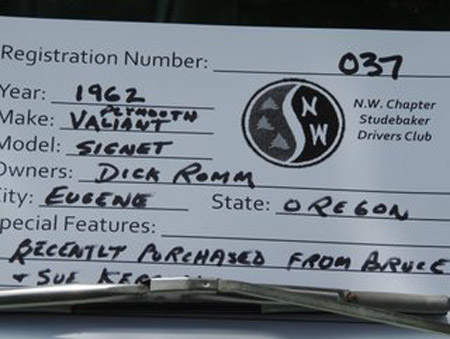 Registration Number: 037
Year: 1962
Make: VALIANT PLYMOUTH
Model: SIGNET
Owners: DICK ROMM
City: EUGENE State: OREGON
Special Features:
RECENTLY PURCHASED FROM BRUCE
+ SUE
NW
N.W. Chapter
Studebaker
Drivers Club